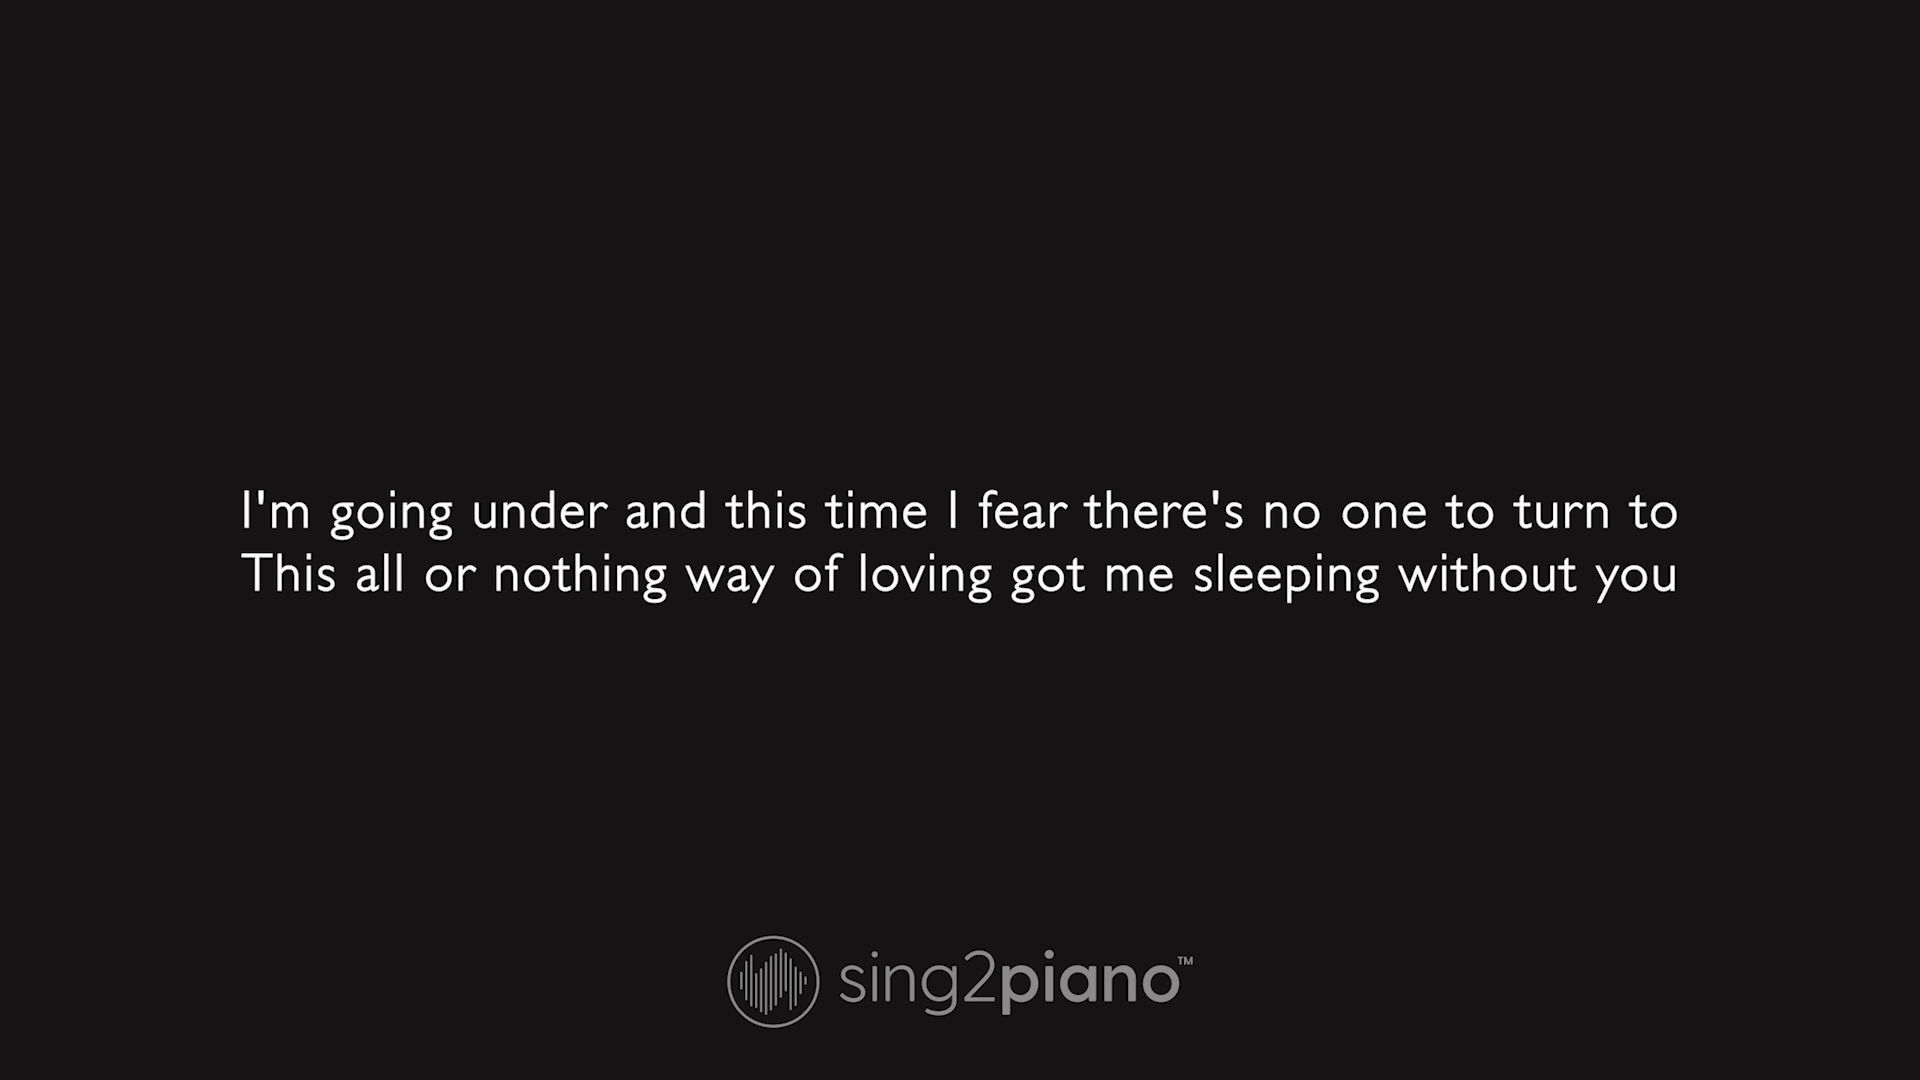 I'm going under and this time I fear there's no one to turn to
This all or nothing way of loving got me sleeping without you
sing2piano™